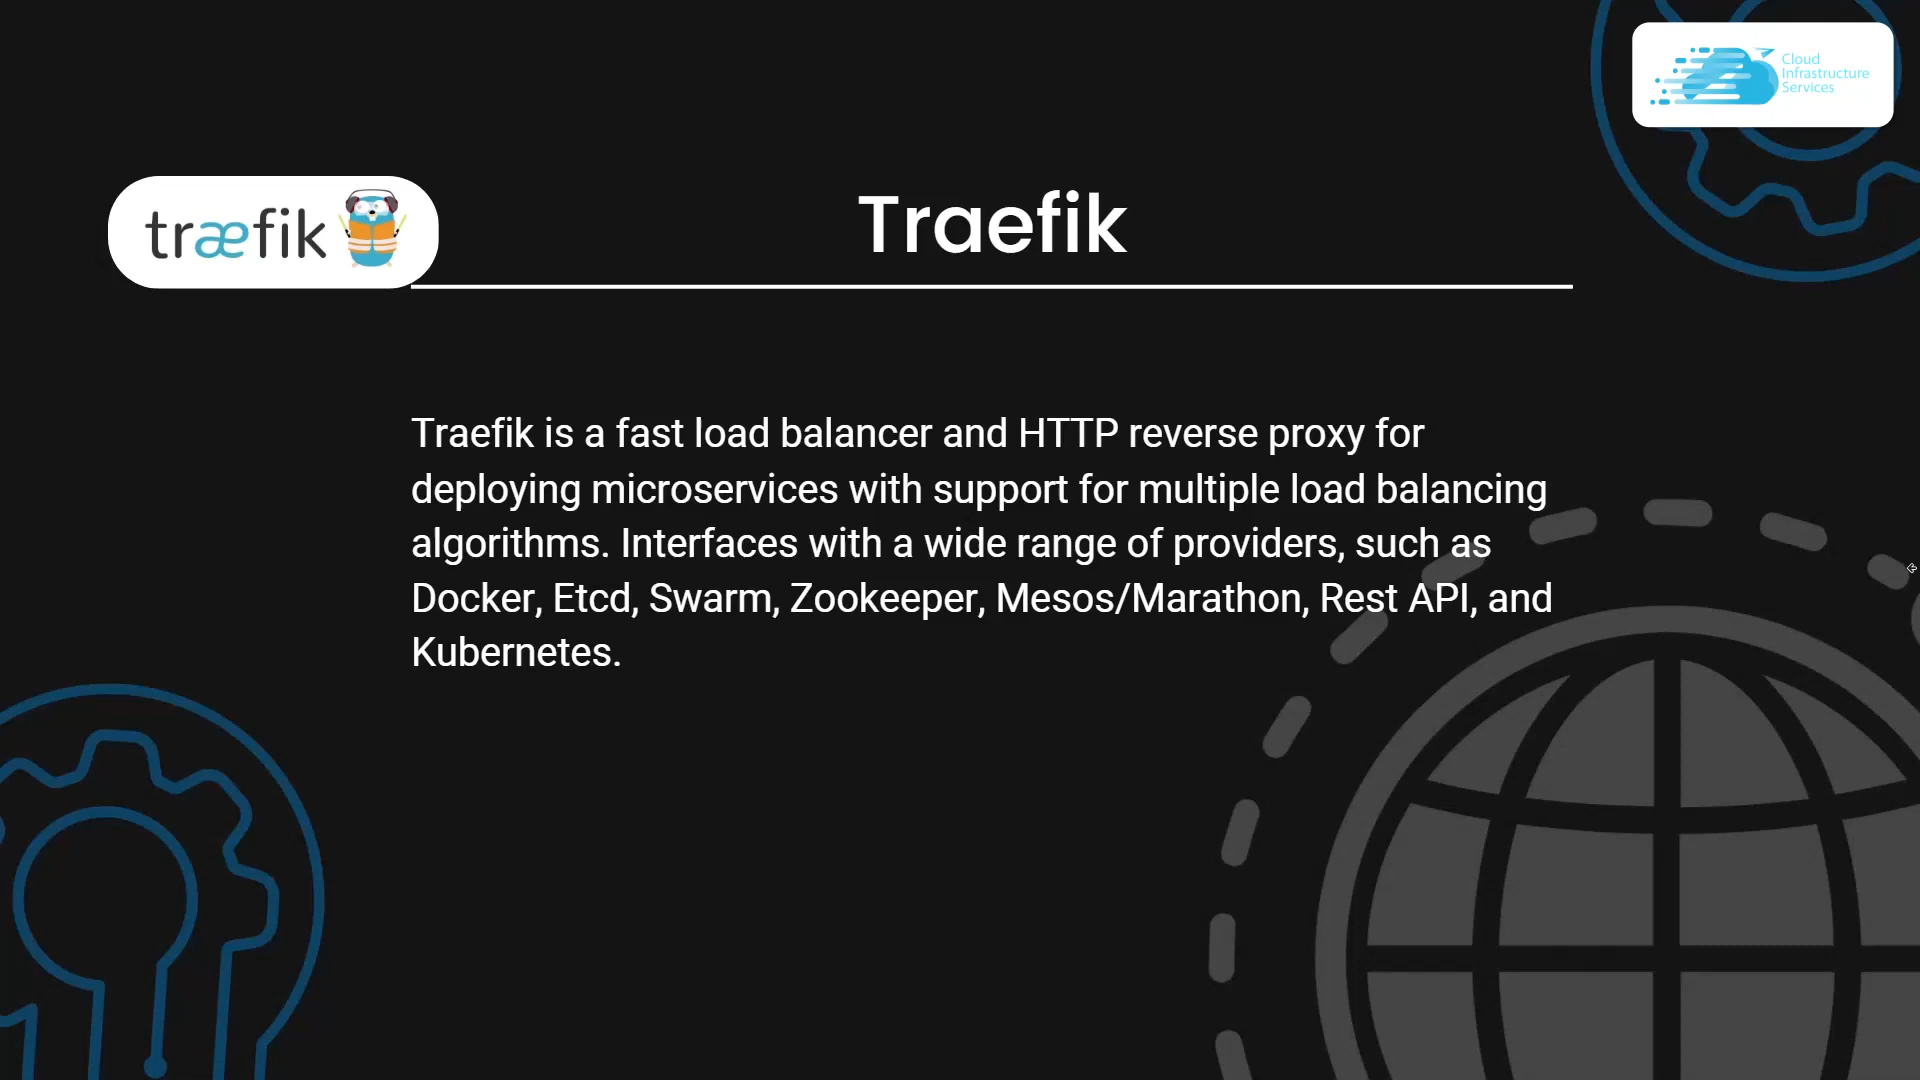 Cloud
Infrastructure
Services
træfik
Traefik
Traefik is a fast load balancer and HTTP reverse proxy for
deploying microservices with support for multiple load balancing
algorithms. Interfaces with a wide range of providers, such as
Docker, Etcd, Swarm, Zookeeper, Mesos/Marathon, Rest API, and
Kubernetes.